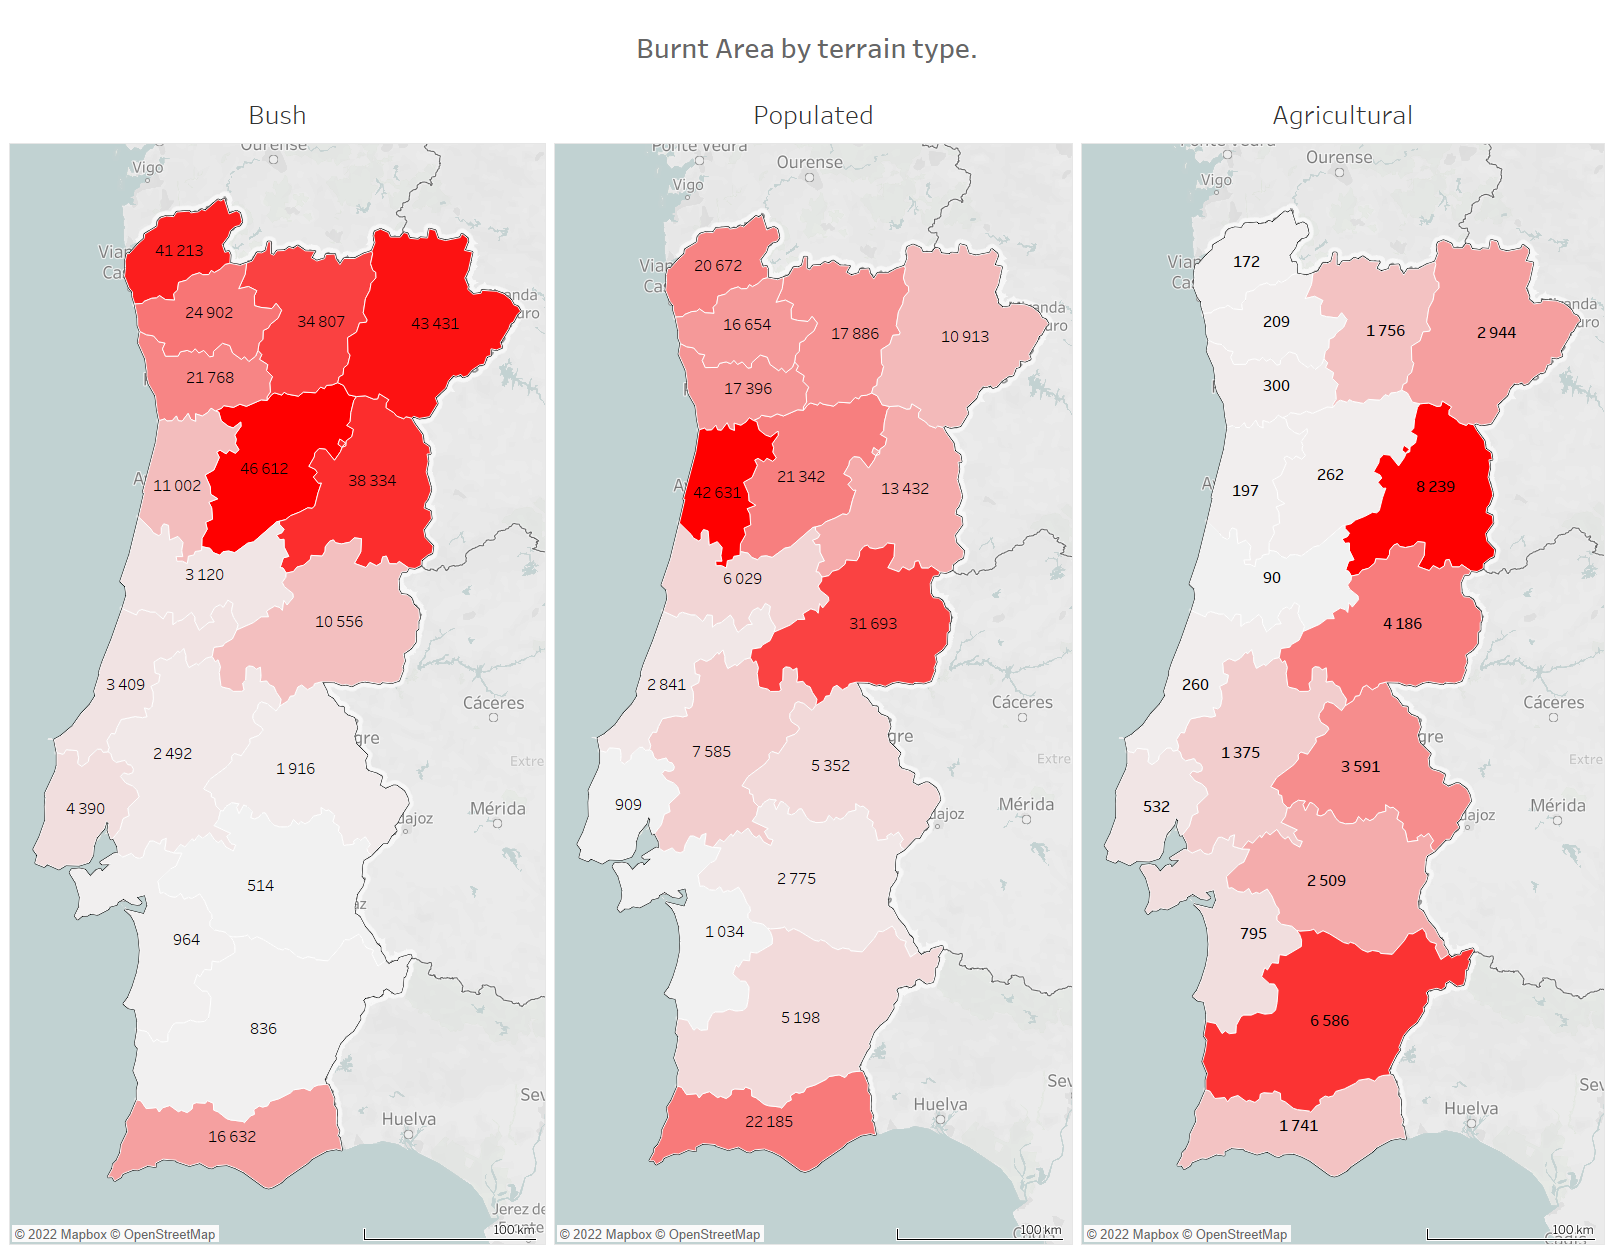 Burnt Area by terrain type.
Bush
Populated
Agricultural
Ourense
Vigo
41 213
24 902
34 807
43 431
21 768
46 612
38 334
11 002
3 120
10 556
3 409
Cáceres
2 492
1 916
4 390
Mérida
514
964
836
Huelva
16 632
© 2022 Mapbox © OpenStreetMap
100 km
Ourense
Vigo
20 672
16 654
17 886
10 913
17 396
42 631
21 342
13 432
6 029
31 693
2 841
Cáceres
7 585
5 352
909
Mérida
2 775
1 034
5 198
Huelva
22 185
© 2022 Mapbox © OpenStreetMap
100 km
Ourense
Vigo
172
209
1 756
2 944
300
8 239
262
197
90
4 186
260
Cáceres
1 375
3 591
532
Mérida
2 509
795
6 586
Huelva
1 741
© 2022 Mapbox © OpenStreetMap
100 km